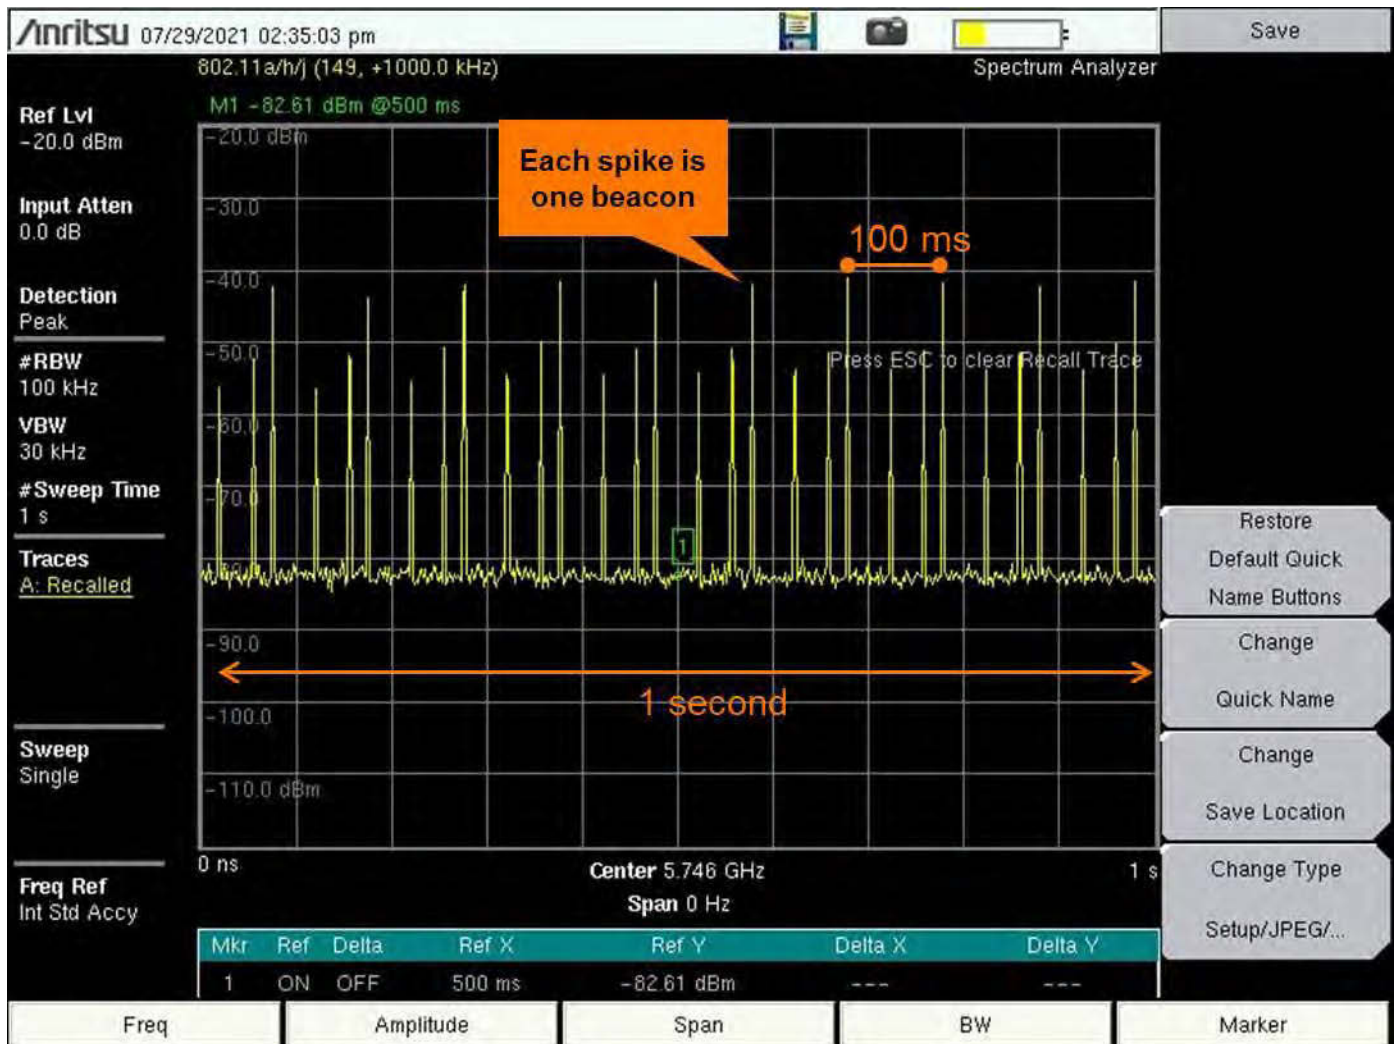 Anritsu 07/29/2021 02:35:03 pm
Save
802.11a/h/j (149, +1000.0 kHz)
Spectrum Analyzer
M1 -82.61 dBm @500 ms
Ref Lvl
-20.0 dBm
Input Atten
0.0 dB
Detection
Peak
#RBW
100 kHz
VBW
30 kHz
#Sweep Time
1 s
Traces
A: Recalled
Sweep
Single
Freq Ref
Int Std Accy
-20.0 dBm
-30.0
-40.0
-50.0
-60.0
-70.0
-90.0
-100.0
-110.0 dBm
Each spike is
one beacon
100 ms
Press ESC to clear Recall Trace
1
1 second
0 ns
Center 5.746 GHz
1 s
Span 0 Hz
Mkr Ref Delta Ref X Ref Y Delta X Delta Y
1 ON OFF 500 ms -82.61 dBm --- ---
Restore
Default Quick
Name Buttons
Change
Quick Name
Change
Save Location
Change Type
Setup/JPEG/...
Freq Amplitude Span BW Marker